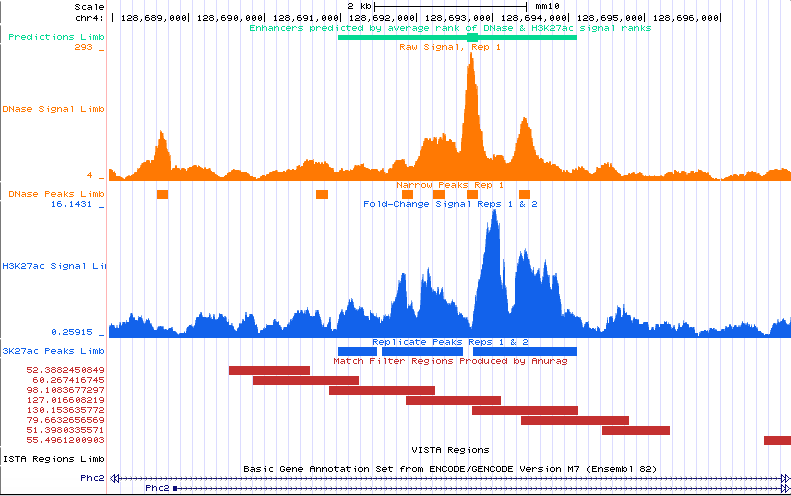 Scale 2 kb mm10
chr4: 128,689,000 128,690,000 128,691,000 128,692,000 128,693,000 128,694,000 128,695,000 128,696,000
Enhancers predicted by average rank of DNase & H3K27ac signal ranks
Predictions Limb
293 _ Raw Signal, Rep 1
DNase Signal Limb
4 _
Narrow Peaks Rep 1
DNase Peaks Limb
16.1431 _ Fold-Change Signal Reps 1 & 2
H3K27ac Signal Li
0.25915 _
Replicate Peaks Reps 1 & 2
3K27ac Peaks Limb
Match Filter Regions Produced by Anurag
52.3882450849
60.267416745
98.1083677297
127.016608219
130.153635772
79.6632656569
51.3980335571
55.4961200903
VISTA Regions
ISTA Regions Limb
Basic Gene Annotation Set from ENCODE/GENCODE Version M7 (Ensembl 82)
Phc2
Phc2